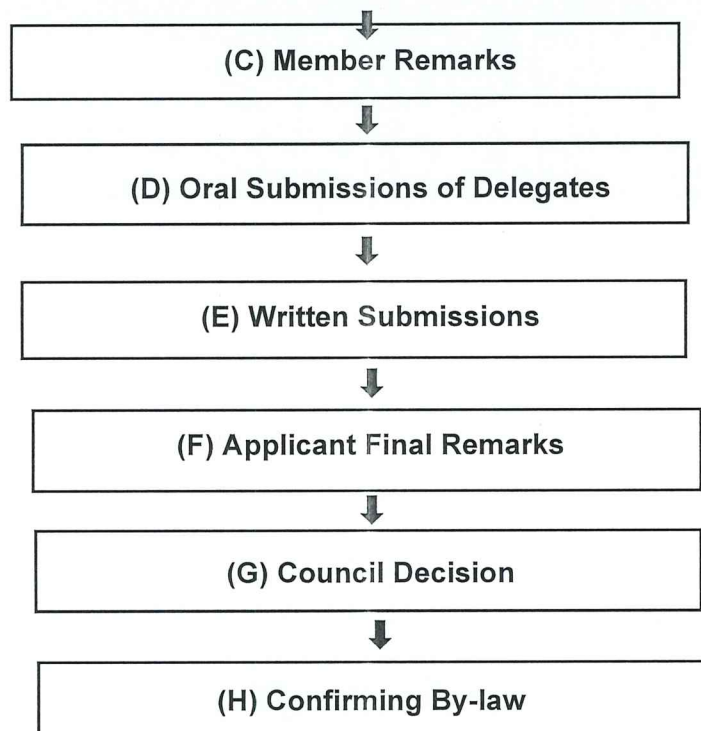 (C) Member Remarks
(D) Oral Submissions of Delegates
(E) Written Submissions
(F) Applicant Final Remarks
(G) Council Decision
(H) Confirming By-law